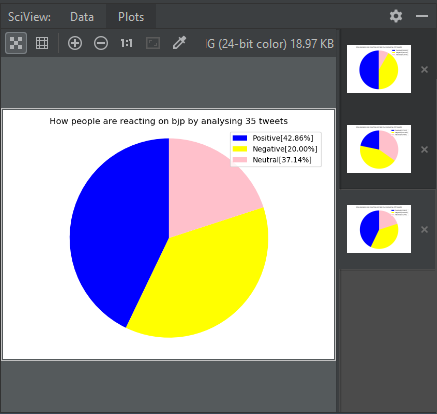 SciView: Data Plots
1:1 IG (24-bit color) 18.97 KB
How people are reacting on bjp by analysing 35 tweets
Positive[42.86%]
Negative[20.00%]
Neutral[37.14%]